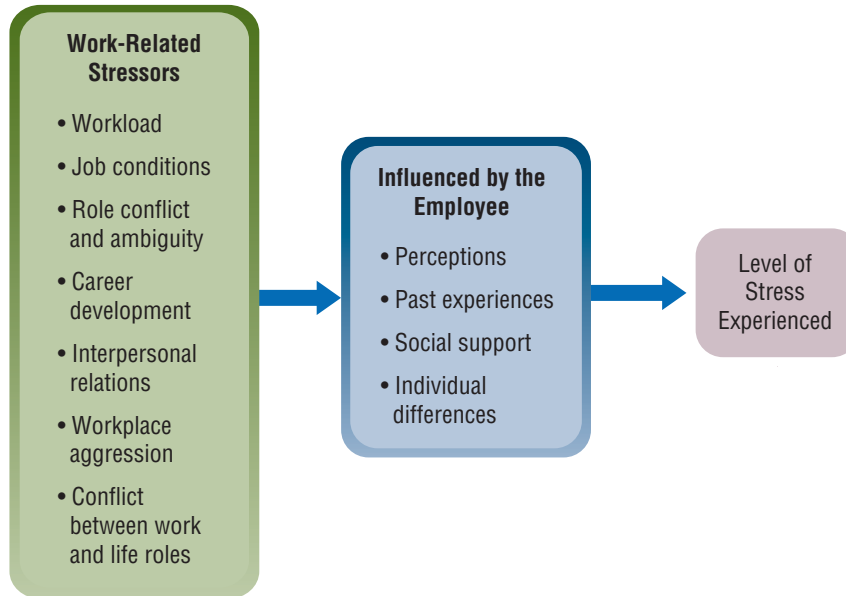 Work-Related
Stressors
• Workload
• Job conditions
• Role conflict
and ambiguity
• Career
development
• Interpersonal
relations
• Workplace
aggression
• Conflict
between work
and life roles
Influenced by the
Employee
• Perceptions
• Past experiences
• Social support
• Individual
differences
Level of
Stress
Experienced